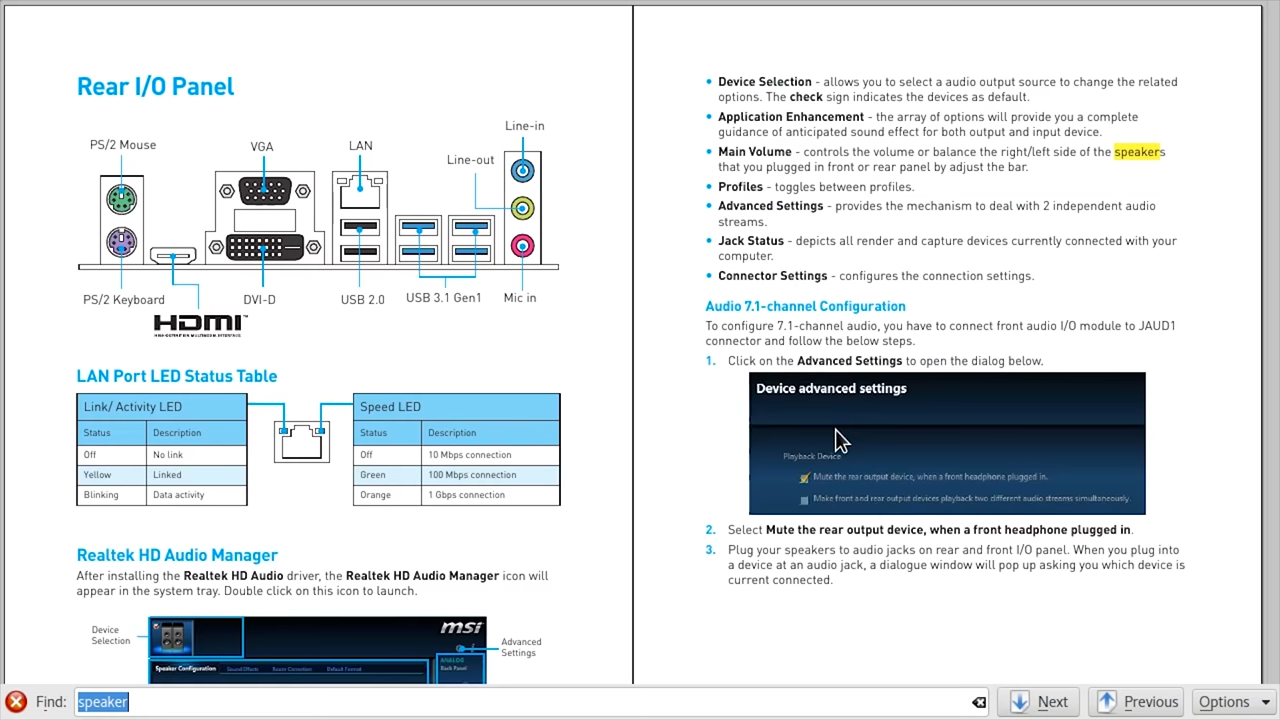 Rear I/O Panel
Line-in
PS/2 Mouse
VGA
LAN
Line-out
PS/2 Keyboard
DVI-D
USB 2.0
USB 3.1 Gen1
Mic in
HDMI™
HIGH-DEFINITION MULTIMEDIA INTERFACE
LAN Port LED Status Table
Link/ Activity LED
Status Description
Off No link
Yellow Linked
Blinking Data activity
Speed LED
Status Description
Off 10 Mbps connection
Green 100 Mbps connection
Orange 1 Gbps connection
Realtek HD Audio Manager
After installing the Realtek HD Audio driver, the Realtek HD Audio Manager icon will
appear in the system tray. Double click on this icon to launch.
Device
Selection
msi
Advanced
Settings
Speaker Configuration Sound Effects Room Correction Default Format
ANALOG
Back Panel
• Device Selection - allows you to select a audio output source to change the related
options. The check sign indicates the devices as default.
• Application Enhancement - the array of options will provide you a complete
guidance of anticipated sound effect for both output and input device.
• Main Volume - controls the volume or balance the right/left side of the speakers
that you plugged in front or rear panel by adjust the bar.
• Profiles - toggles between profiles.
• Advanced Settings - provides the mechanism to deal with 2 independent audio
streams.
• Jack Status - depicts all render and capture devices currently connected with your
computer.
• Connector Settings - configures the connection settings.
Audio 7.1-channel Configuration
To configure 7.1-channel audio, you have to connect front audio I/O module to JAUD1
connector and follow the below steps.
1. Click on the Advanced Settings to open the dialog below.
Device advanced settings
Playback Device
Mute the rear output device, when a front headphone plugged in.
Make front and rear output devices playback two different audio streams simultaneously.
2. Select Mute the rear output device, when a front headphone plugged in.
3. Plug your speakers to audio jacks on rear and front I/O panel. When you plug into
a device at an audio jack, a dialogue window will pop up asking you which device is
current connected.
Find: speaker Next Previous Options